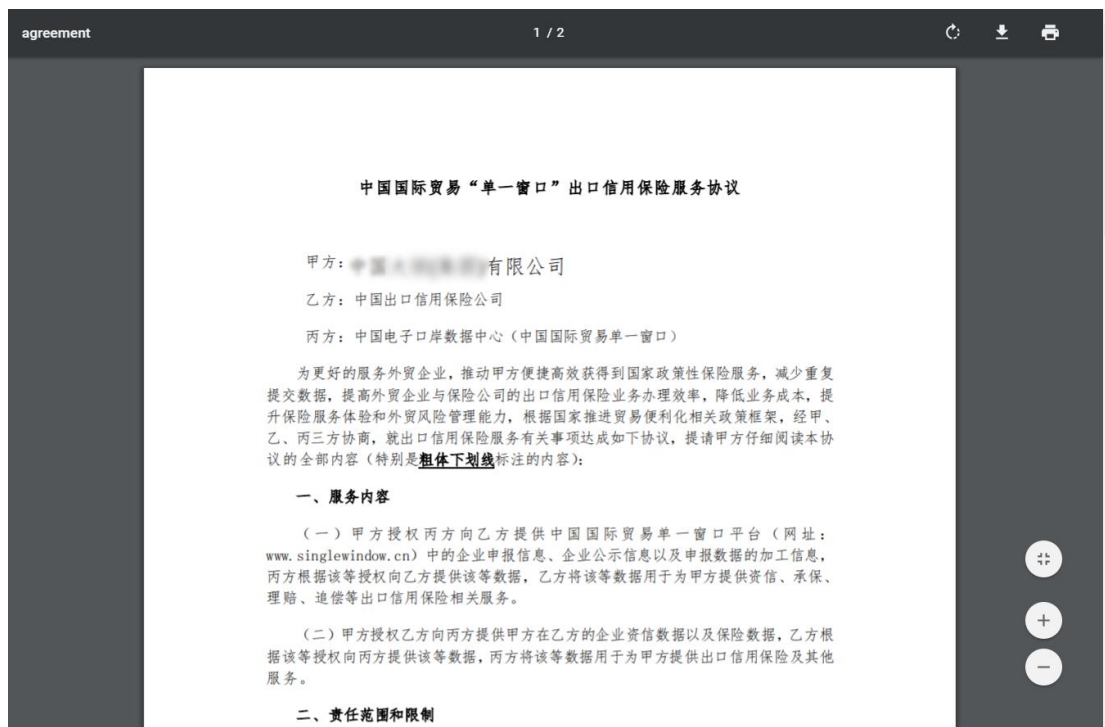 agreement
1 / 2
中国国际贸易“单一窗口”出口信用保险服务协议
甲方：有限公司
乙方：中国出口信用保险公司
丙方：中国电子口岸数据中心（中国国际贸易单一窗口）
为更好的服务外贸企业，推动甲方便捷高效获得到国家政策性保险服务，减少重复
提交数据，提高外贸企业与保险公司的出口信用保险业务办理效率，降低业务成本，提
升保险服务体验和外贸风险管理能力，根据国家推进贸易便利化相关政策框架，经甲、
乙、丙三方协商，就出口信用保险服务有关事项达成如下协议，提请甲方仔细阅读本协
议的全部内容（特别是粗体下划线标注的内容）：
一、服务内容
（一）甲方授权丙方向乙方提供中国国际贸易单一窗口平台（网址：
www.singlewindow.cn）中的企业申报信息、企业公示信息以及申报数据的加工信息，
丙方根据该等授权向乙方提供该等数据，乙方将该等数据用于为甲方提供资信、承保、
理赔、追偿等出口信用保险相关服务。
（二）甲方授权乙方向丙方提供甲方在乙方的企业资信数据以及保险数据，乙方根
据该等授权向丙方提供该等数据，丙方将该等数据用于为甲方提供出口信用保险及其他
服务。
二、责任范围和限制